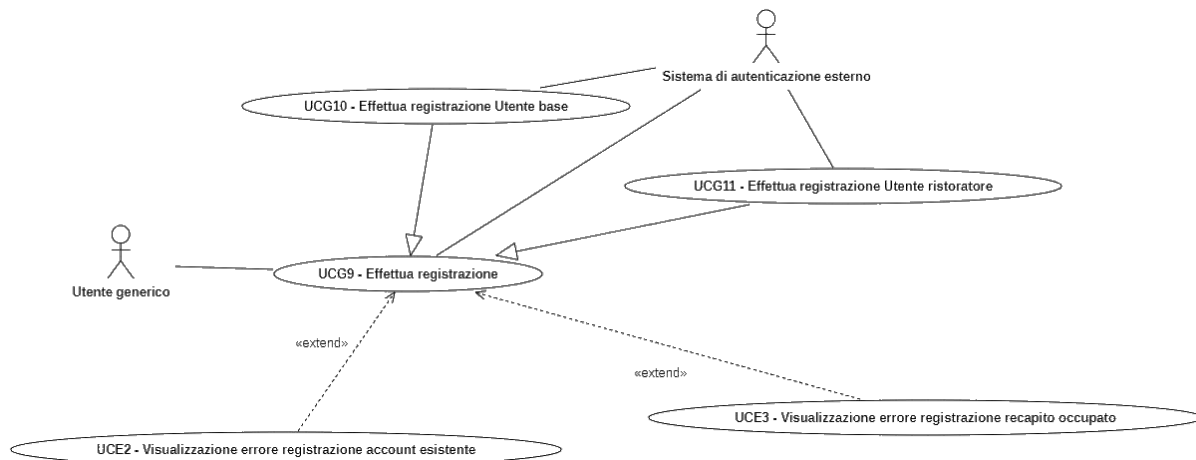 Sistema di autenticazione esterno
UCG10 - Effettua registrazione Utente base
UCG11 - Effettua registrazione Utente ristoratore
UCG9 - Effettua registrazione
Utente generico
«extend»
«extend»
UCE3 - Visualizzazione errore registrazione recapito occupato
UCE2 - Visualizzazione errore registrazione account esistente